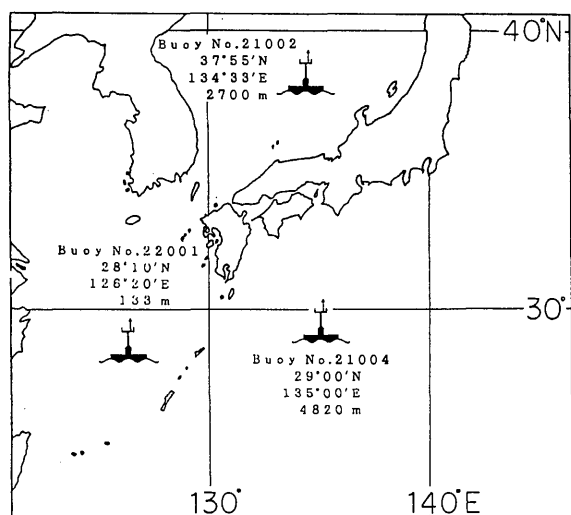 Buoy No.21002
37°55'N
134°33'E
2700 m
40°N
Buoy No.22001
28°10'N
126°20'E
133 m
30°
Buoy No.21004
29°00'N
135°00'E
4820 m
130°
140°E